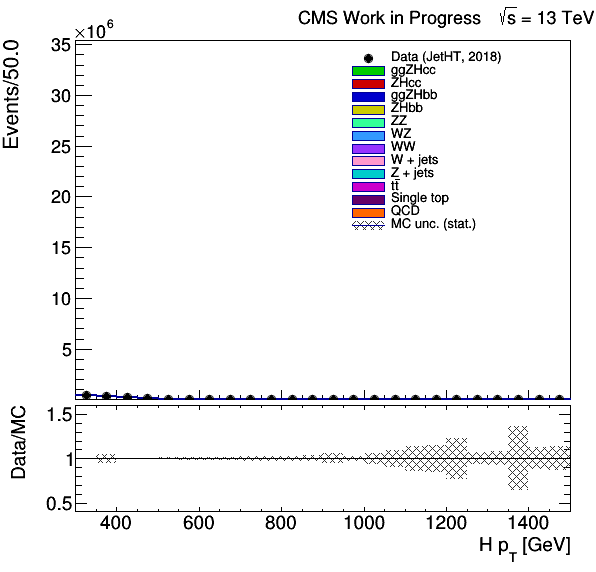 CMS Work in Progress √s = 13 TeV
×10⁶
Events/50.0
35
30
25
20
15
10
5
Data (JetHT, 2018)
ggZHcc
ZHcc
ggZHbb
ZHbb
ZZ
WZ
WW
W + jets
Z + jets
tt̄
Single top
QCD
MC unc. (stat.)
Data/MC
1.5
1
0.5
400 600 800 1000 1200 1400
H p_T [GeV]